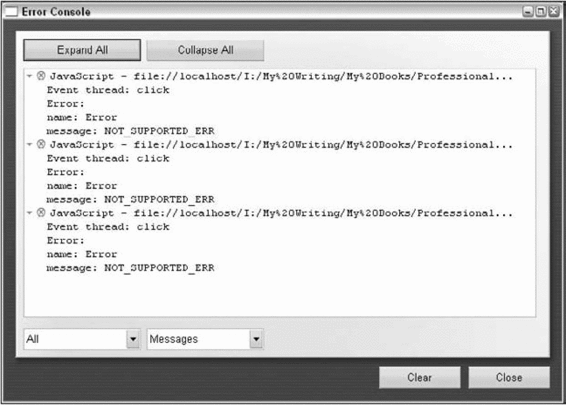 Error Console
Expand All
Collapse All
JavaScript - file://localhost/I:/My%20Writing/My%20Books/Professional...
Event thread: click
Error:
name: Error
message: NOT_SUPPORTED_ERR
JavaScript - file://localhost/I:/My%20Writing/My%20Books/Professional...
Event thread: click
Error:
name: Error
message: NOT_SUPPORTED_ERR
JavaScript - file://localhost/I:/My%20Writing/My%20Books/Professional...
Event thread: click
Error:
name: Error
message: NOT_SUPPORTED_ERR
All
Messages
Clear
Close